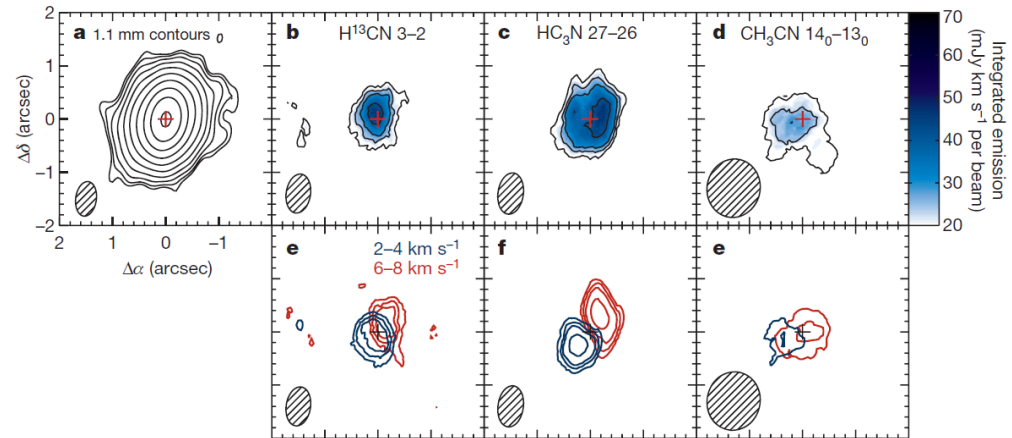 a 1.1 mm contours 0
b H¹³CN 3–2
c HC₃N 27–26
d CH₃CN 14₀–13₀
2
1
0
−1
−2
Δδ (arcsec)
2 1 0 −1
Δα (arcsec)
70
60
50
40
30
20
Integrated emission
(mJy km s⁻¹ per beam)
e 2–4 km s⁻¹
6–8 km s⁻¹
f
e